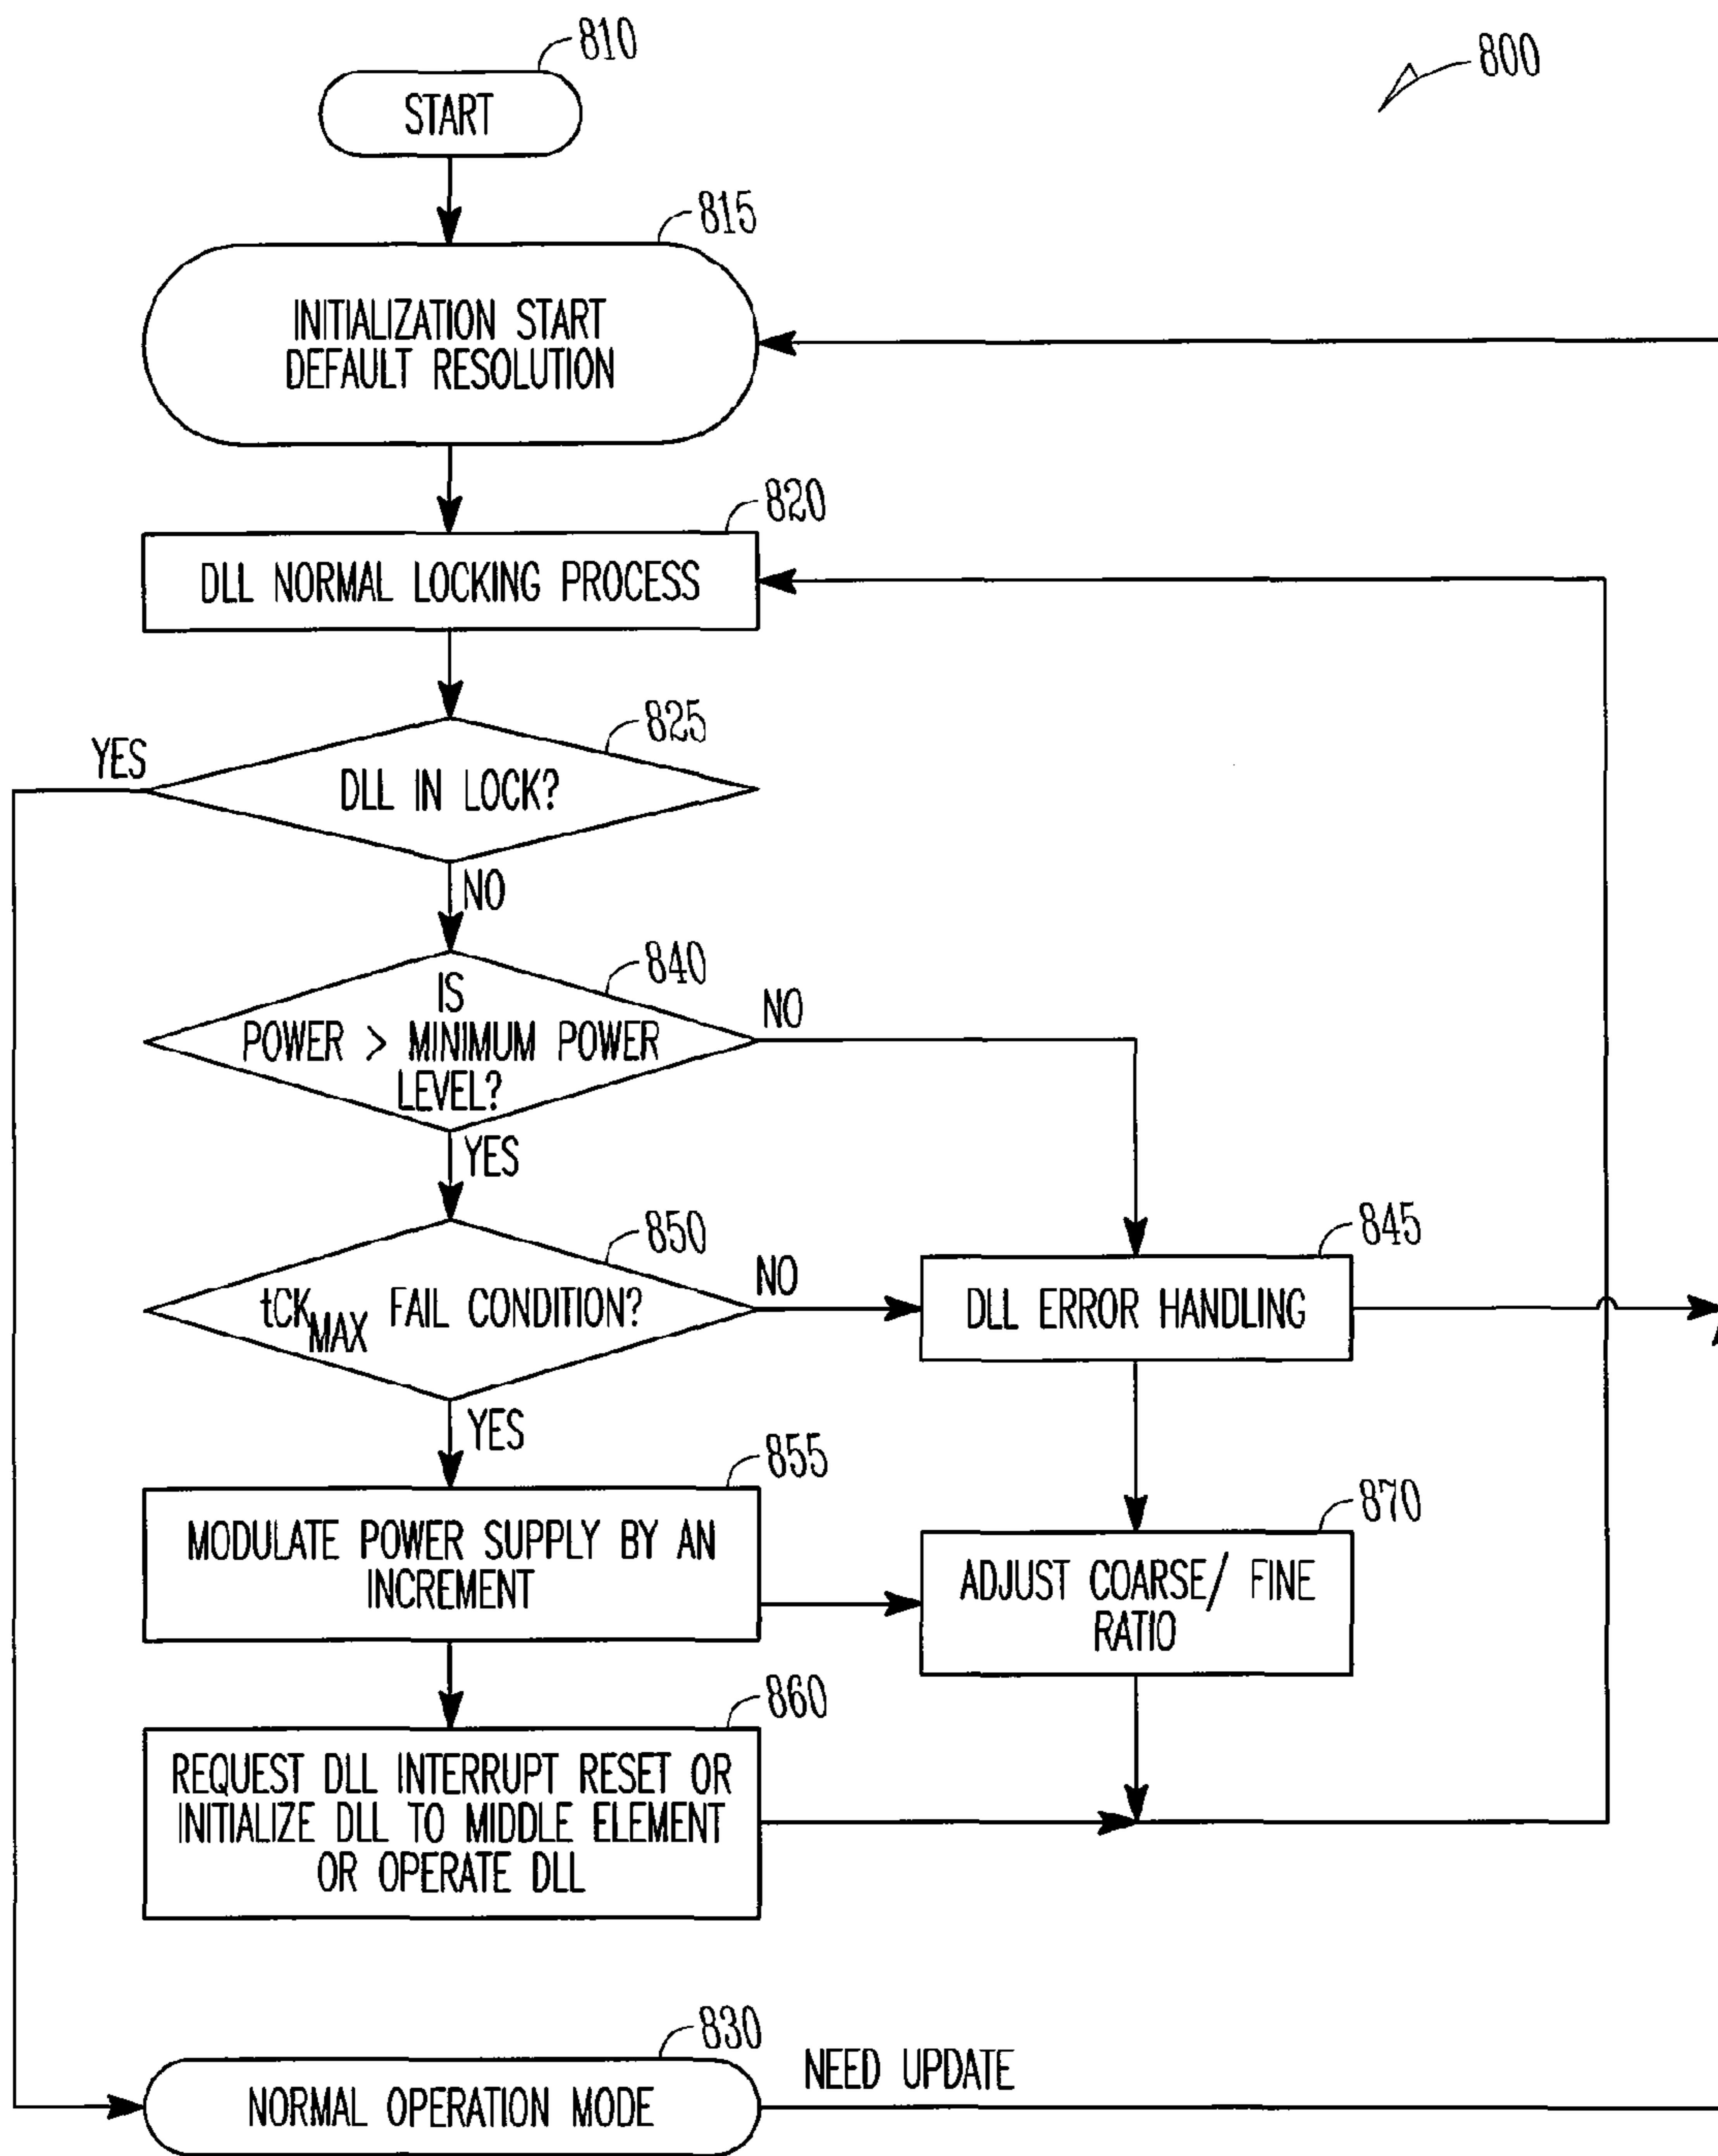 810
800
START
815
INITIALIZATION START
DEFAULT RESOLUTION
820
DLL NORMAL LOCKING PROCESS
825
YES
DLL IN LOCK?
NO
840
IS
POWER > MINIMUM POWER
LEVEL?
NO
YES
850
845
tCKMAX FAIL CONDITION?
NO
DLL ERROR HANDLING
YES
855
870
MODULATE POWER SUPPLY BY AN
INCREMENT
ADJUST COARSE/ FINE
RATIO
860
REQUEST DLL INTERRUPT RESET OR
INITIALIZE DLL TO MIDDLE ELEMENT
OR OPERATE DLL
830
NEED UPDATE
NORMAL OPERATION MODE